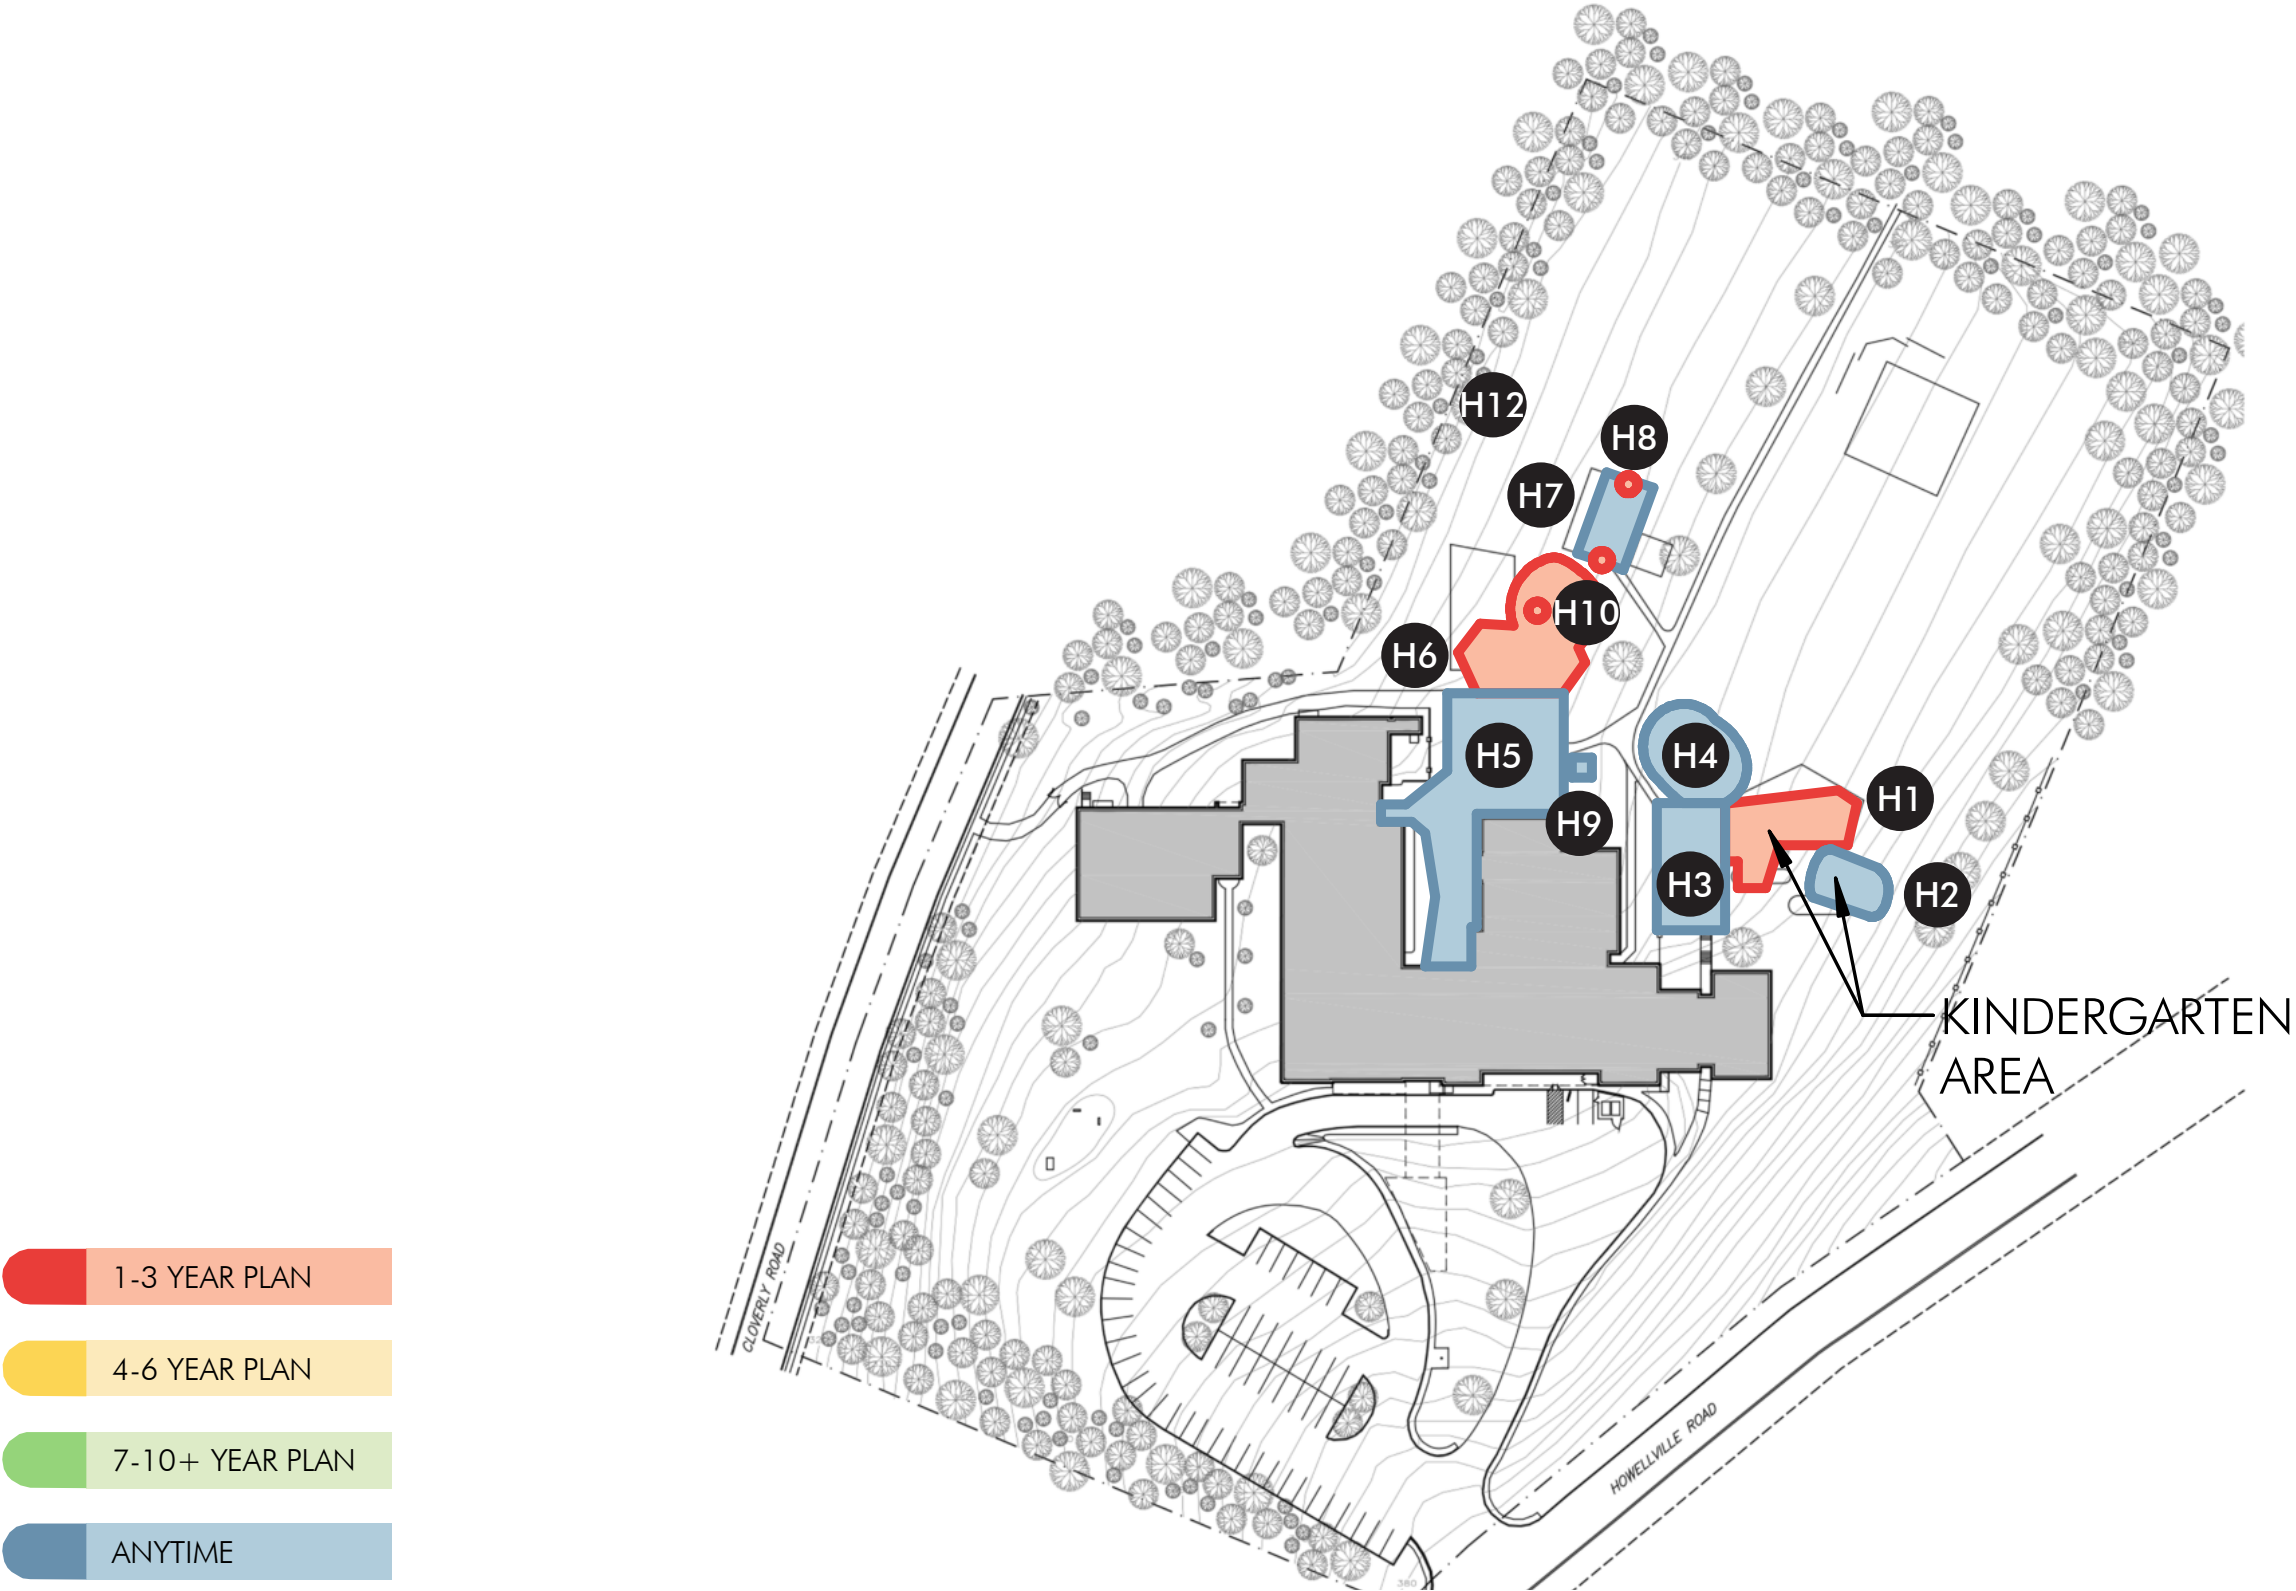 H12
H8
H7
H10
H6
H5
H4
H1
H9
H3
H2
KINDERGARTEN
AREA
CLOVERLY ROAD
HOWELLVILLE ROAD
1-3 YEAR PLAN
4-6 YEAR PLAN
7-10+ YEAR PLAN
ANYTIME
380